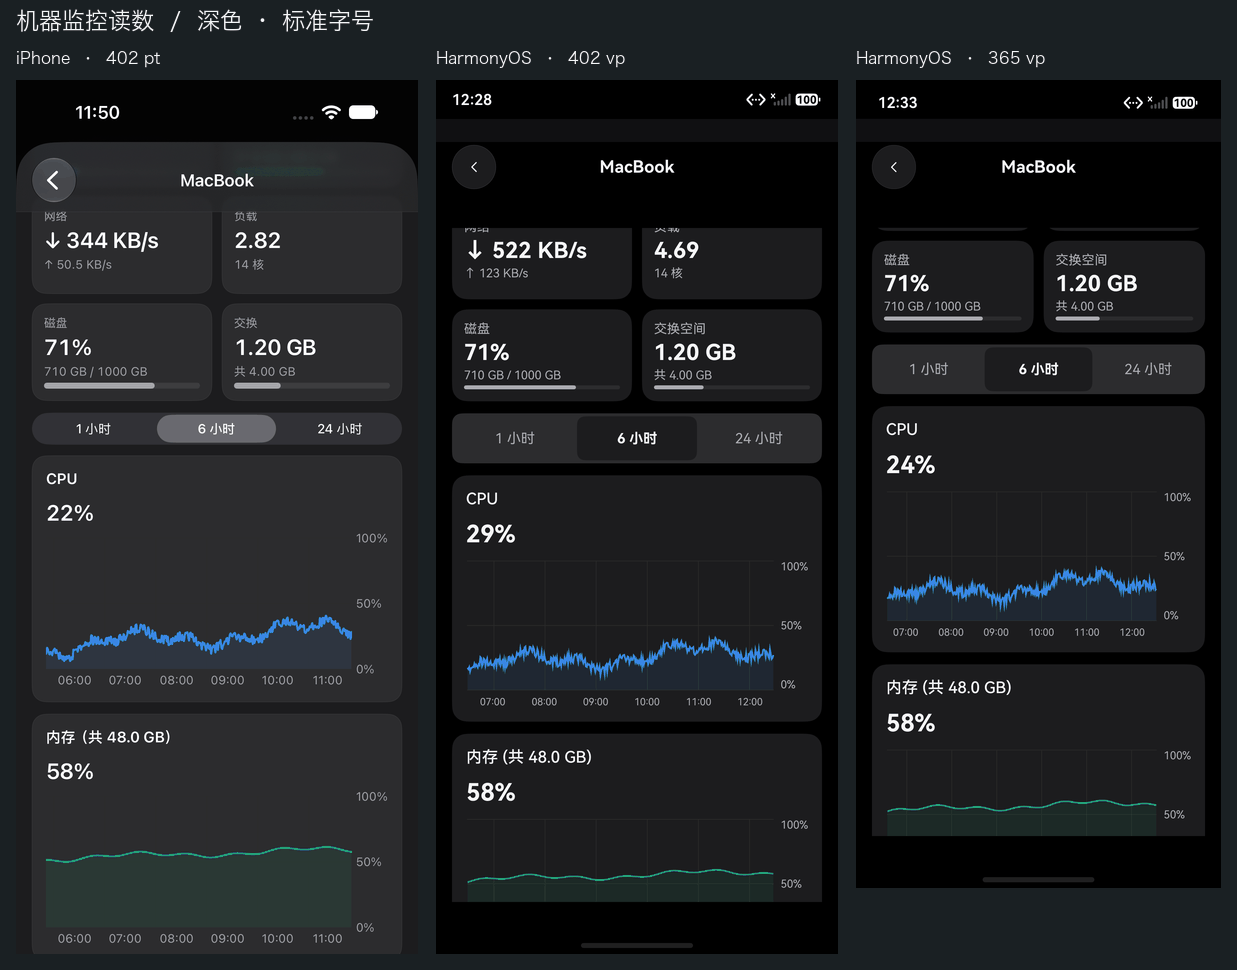 机器监控读数 / 深色 · 标准字号
iPhone · 402 pt
11:50
MacBook
网络
↓ 344 KB/s
↑ 50.5 KB/s
负载
2.82
14 核
磁盘
71%
710 GB / 1000 GB
交换
1.20 GB
共 4.00 GB
1 小时 6 小时 24 小时
CPU
22%
100%
50%
0%
06:00 07:00 08:00 09:00 10:00 11:00
内存 (共 48.0 GB)
58%
100%
50%
0%
06:00 07:00 08:00 09:00 10:00 11:00
HarmonyOS · 402 vp
12:28
100
MacBook
网络
↓ 522 KB/s
↑ 123 KB/s
负载
4.69
14 核
磁盘
71%
710 GB / 1000 GB
交换空间
1.20 GB
共 4.00 GB
1 小时 6 小时 24 小时
CPU
29%
100%
50%
0%
07:00 08:00 09:00 10:00 11:00 12:00
内存 (共 48.0 GB)
58%
100%
50%
HarmonyOS · 365 vp
12:33
100
MacBook
磁盘
71%
710 GB / 1000 GB
交换空间
1.20 GB
共 4.00 GB
1 小时 6 小时 24 小时
CPU
24%
100%
50%
0%
07:00 08:00 09:00 10:00 11:00 12:00
内存 (共 48.0 GB)
58%
100%
50%